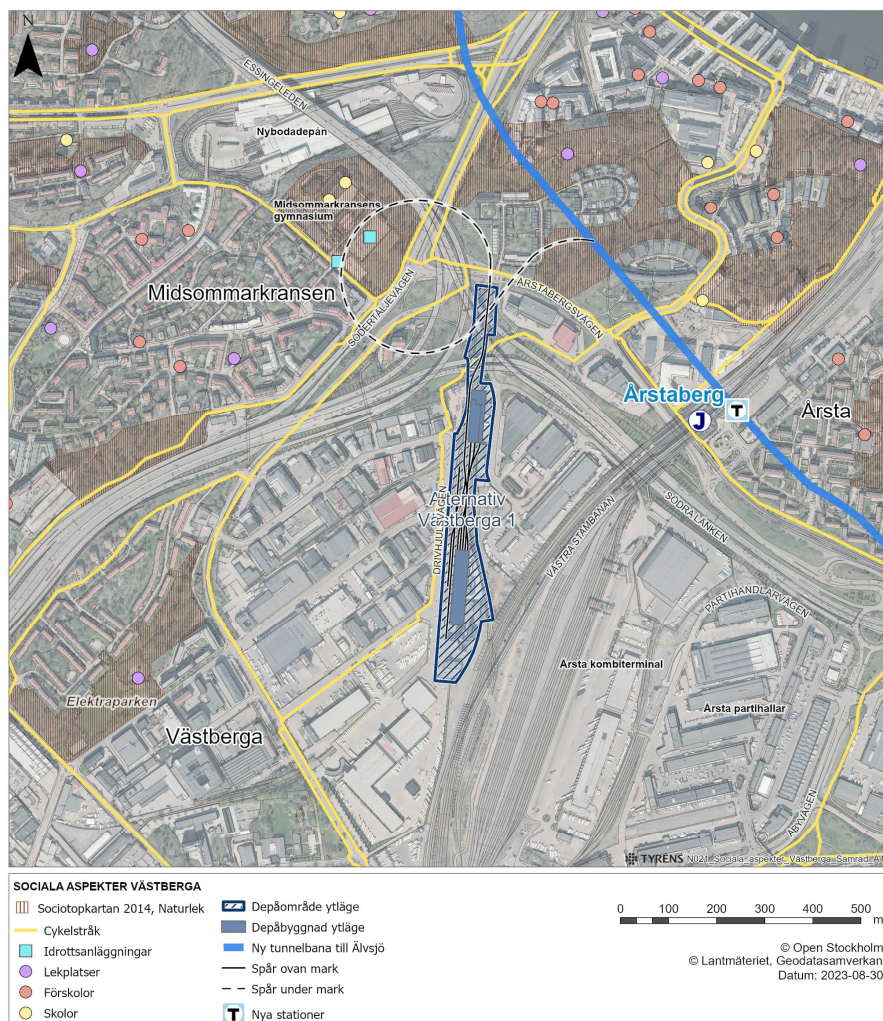 N
ESSINGELEDEN
Nybodadepån
Midsommarkransens
gymnasium
Midsommarkransen
SÖDERTÄLJEVÄGEN
ÅRSTABERGSVÄGEN
Årstaberg
J
T
Årsta
Alternativ
Västberga 1
DRIVHJULSVÄGEN
VÄSTRA STAMBANAN
SÖDRA LÄNKEN
PARTIHANDLARVÄGEN
Årsta kombiterminal
Elektraparken
Årsta partihallar
Västberga
ÅBYVÄGEN
TYRÉNS N021_Sociala_aspekter_Västberga_Samråd_A4
SOCIALA ASPEKTER VÄSTBERGA
Sociotopkartan 2014, Naturlek
Cykelstråk
Idrottsanläggningar
Lekplatser
Förskolor
Skolor
Depåområde ytläge
Depåbyggnad ytläge
Ny tunnelbana till Älvsjö
Spår ovan mark
Spår under mark
T Nya stationer
0 100 200 300 400 500
m
© Open Stockholm
© Lantmäteriet, Geodatasamverkan
Datum: 2023-08-30